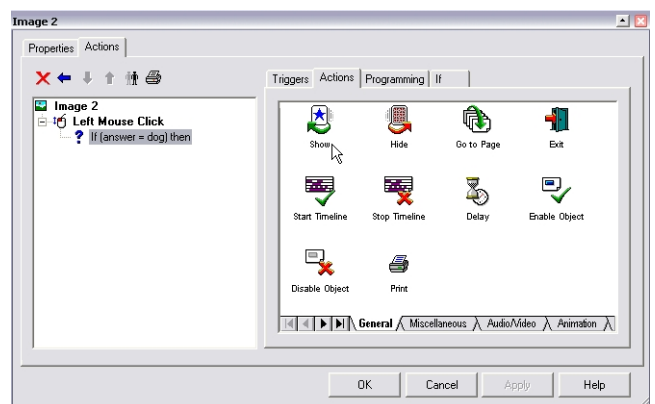 Image 2
Properties Actions
Triggers Actions Programming If
Image 2
Left Mouse Click
? If (answer = dog) then
Show Hide Go to Page Exit
Start Timeline Stop Timeline Delay Enable Object
Disable Object Print
General Miscellaneous Audio/Video Animation
OK Cancel Apply Help